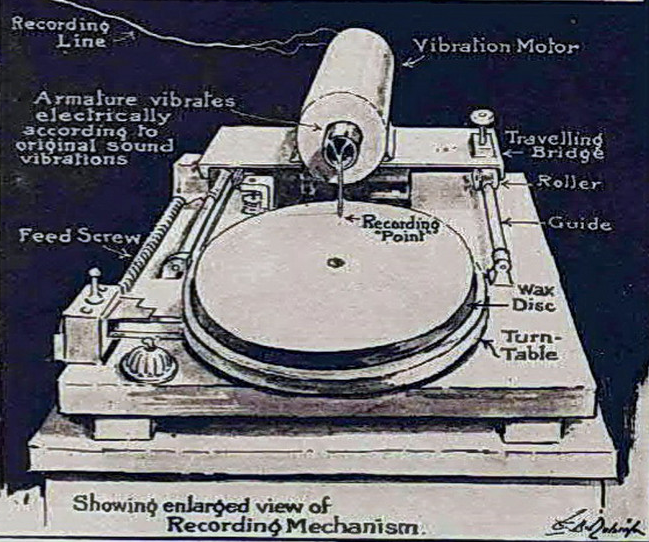 Recording
Line
Vibration Motor
Armature vibrates
electrically
according to
original sound
vibrations
Travelling
Bridge
Roller
Recording
"Point"
Guide
Feed Screw
Wax
Disc
Turn-
Table
Showing enlarged view of
Recording Mechanism.